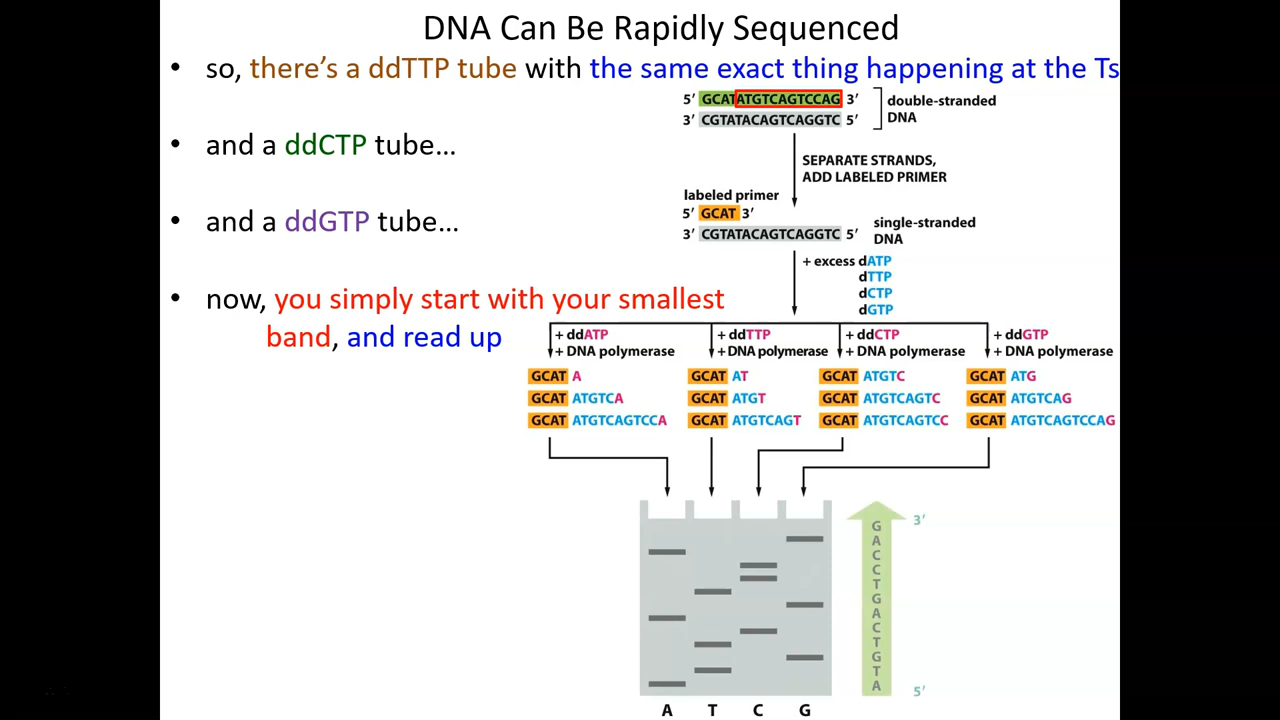 DNA Can Be Rapidly Sequenced
• so, there's a ddTTP tube with the same exact thing happening at the Ts
5′ GCATATGTCAGTCCAG 3′
3′ CGTATACAGTCAGGTC 5′
double-stranded
DNA
• and a ddCTP tube...
SEPARATE STRANDS,
ADD LABELED PRIMER
labeled primer
5′ GCAT 3′
3′ CGTATACAGTCAGGTC 5′
single-stranded
DNA
• and a ddGTP tube...
+ excess dATP
dTTP
dCTP
dGTP
• now, you simply start with your smallest
band, and read up
+ ddATP
+ DNA polymerase
GCAT A
GCAT ATGTCA
GCAT ATGTCAGTCCA
+ ddTTP
+ DNA polymerase
GCAT AT
GCAT ATGT
GCAT ATGTCAGT
+ ddCTP
+ DNA polymerase
GCAT ATGTC
GCAT ATGTCAGTC
GCAT ATGTCAGTCC
+ ddGTP
+ DNA polymerase
GCAT ATG
GCAT ATGTCAG
GCAT ATGTCAGTCCAG
3′
G
A
C
C
T
G
A
C
T
G
T
A
5′
A T C G